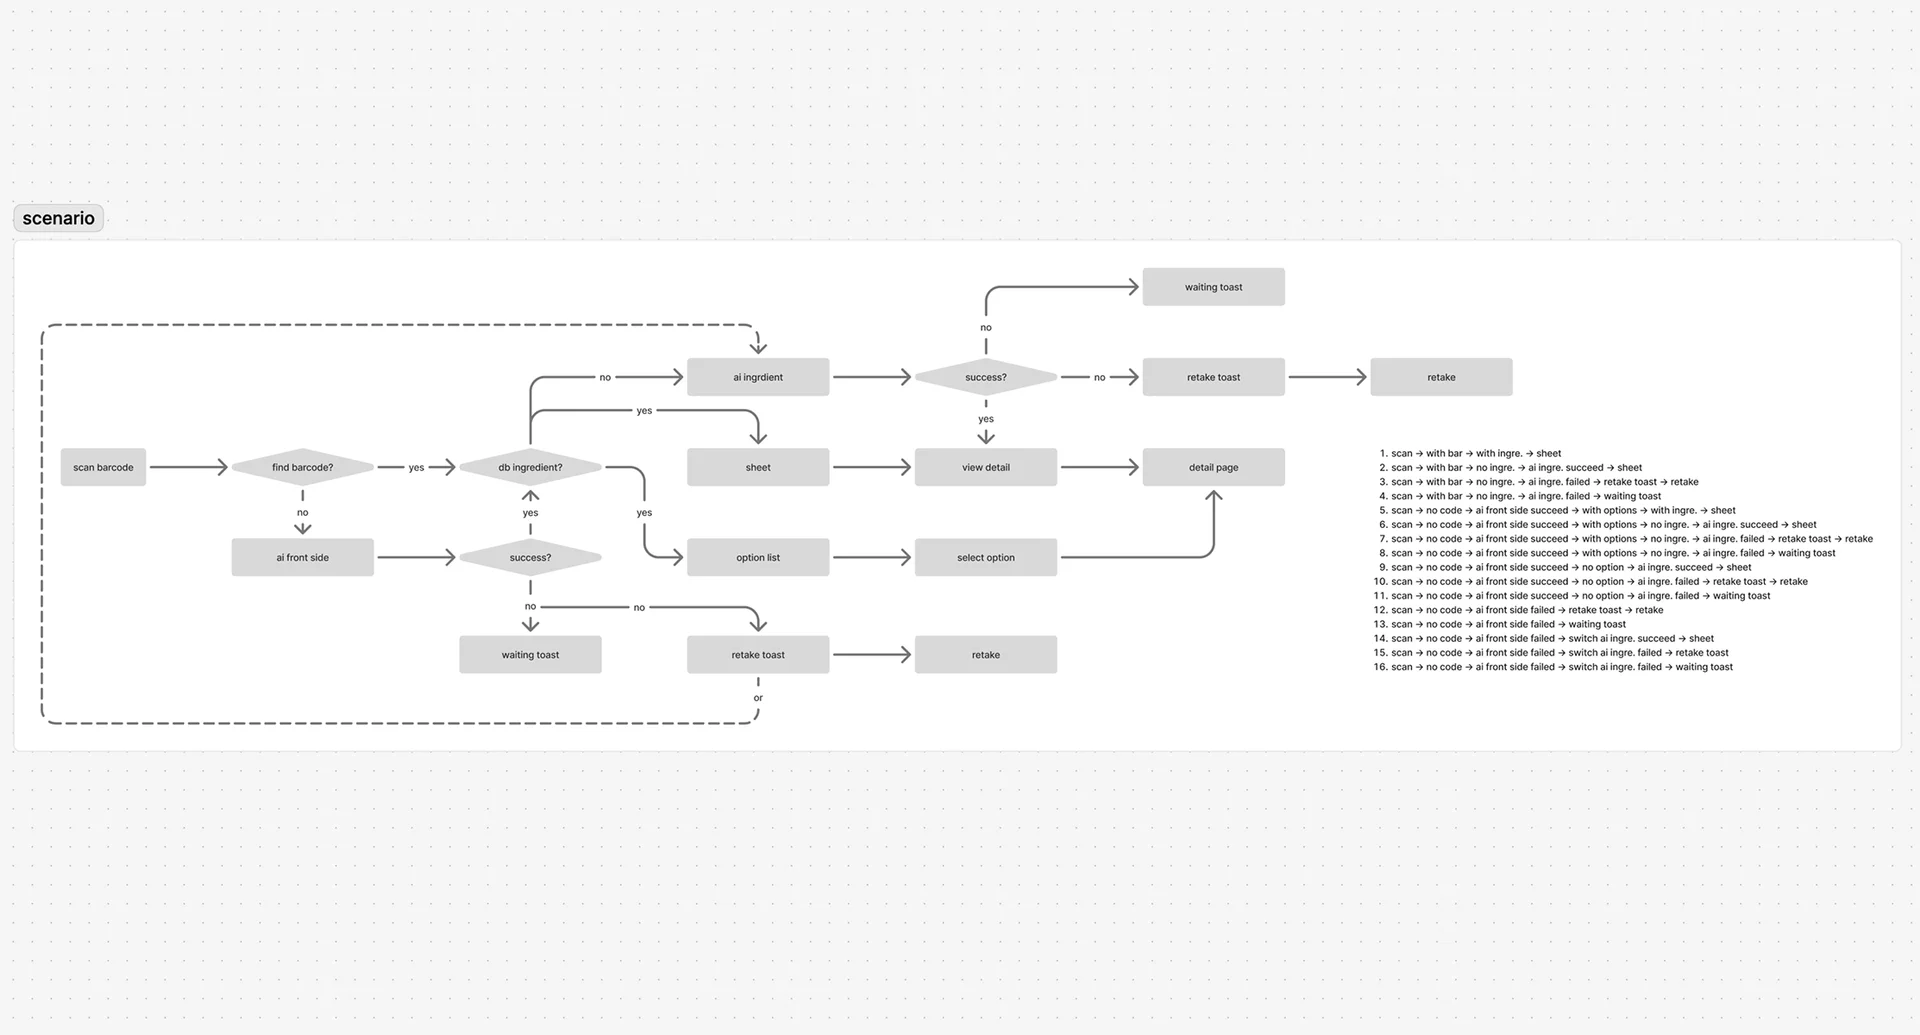 scenario
waiting toast
no
no
ai ingrdient
success?
no
retake toast
retake
yes
yes
scan barcode
find barcode?
yes
db ingredient?
sheet
view detail
detail page
no
yes
yes
ai front side
success?
option list
select option
no
no
waiting toast
retake toast
retake
or
1. scan → with bar → with ingre. → sheet
2. scan → with bar → no ingre. → ai ingre. succeed → sheet
3. scan → with bar → no ingre. → ai ingre. failed → retake toast → retake
4. scan → with bar → no ingre. → ai ingre. failed → waiting toast
5. scan → no code → ai front side succeed → with options → with ingre. → sheet
6. scan → no code → ai front side succeed → with options → no ingre. → ai ingre. succeed → sheet
7. scan → no code → ai front side succeed → with options → no ingre. → ai ingre. failed → retake toast → retake
8. scan → no code → ai front side succeed → with options → no ingre. → ai ingre. failed → waiting toast
9. scan → no code → ai front side succeed → no option → ai ingre. succeed → sheet
10. scan → no code → ai front side succeed → no option → ai ingre. failed → retake toast → retake
11. scan → no code → ai front side succeed → no option → ai ingre. failed → waiting toast
12. scan → no code → ai front side failed → retake toast → retake
13. scan → no code → ai front side failed → waiting toast
14. scan → no code → ai front side failed → switch ai ingre. succeed → sheet
15. scan → no code → ai front side failed → switch ai ingre. failed → retake toast
16. scan → no code → ai front side failed → switch ai ingre. failed → waiting toast